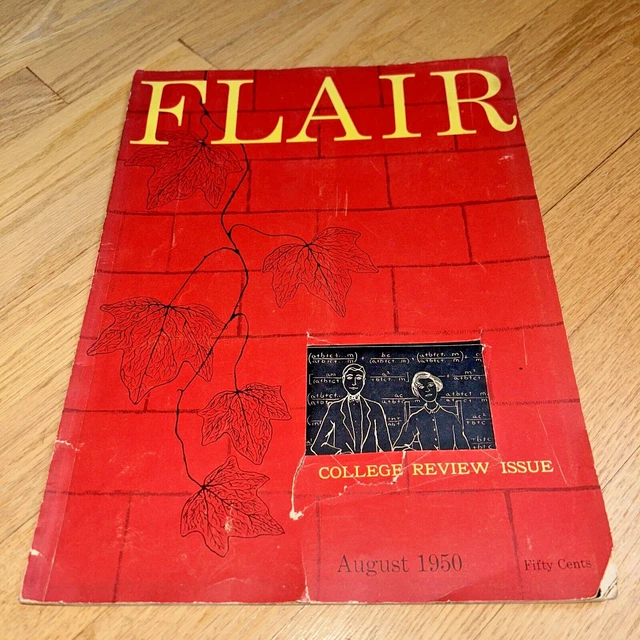 FLAIR
COLLEGE REVIEW ISSUE
August 1950
Fifty Cents